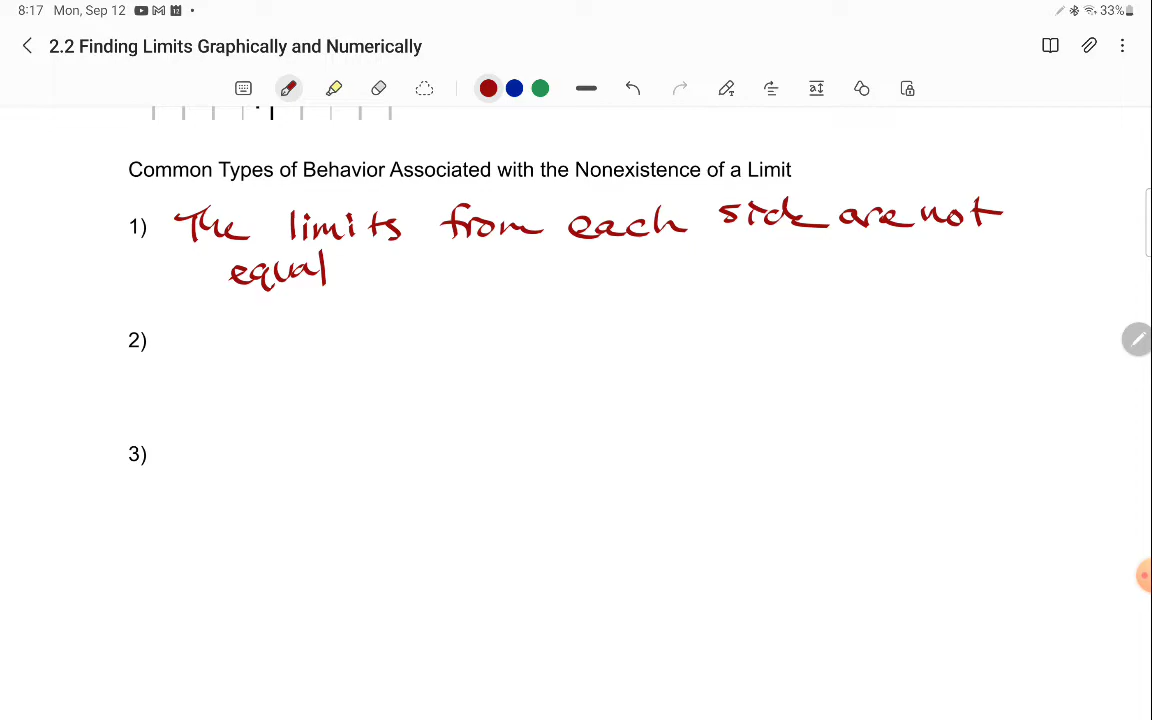 8:17 Mon, Sep 12 • 33%
2.2 Finding Limits Graphically and Numerically
Common Types of Behavior Associated with the Nonexistence of a Limit
1) The limits from each side are not
equal
2)
3)